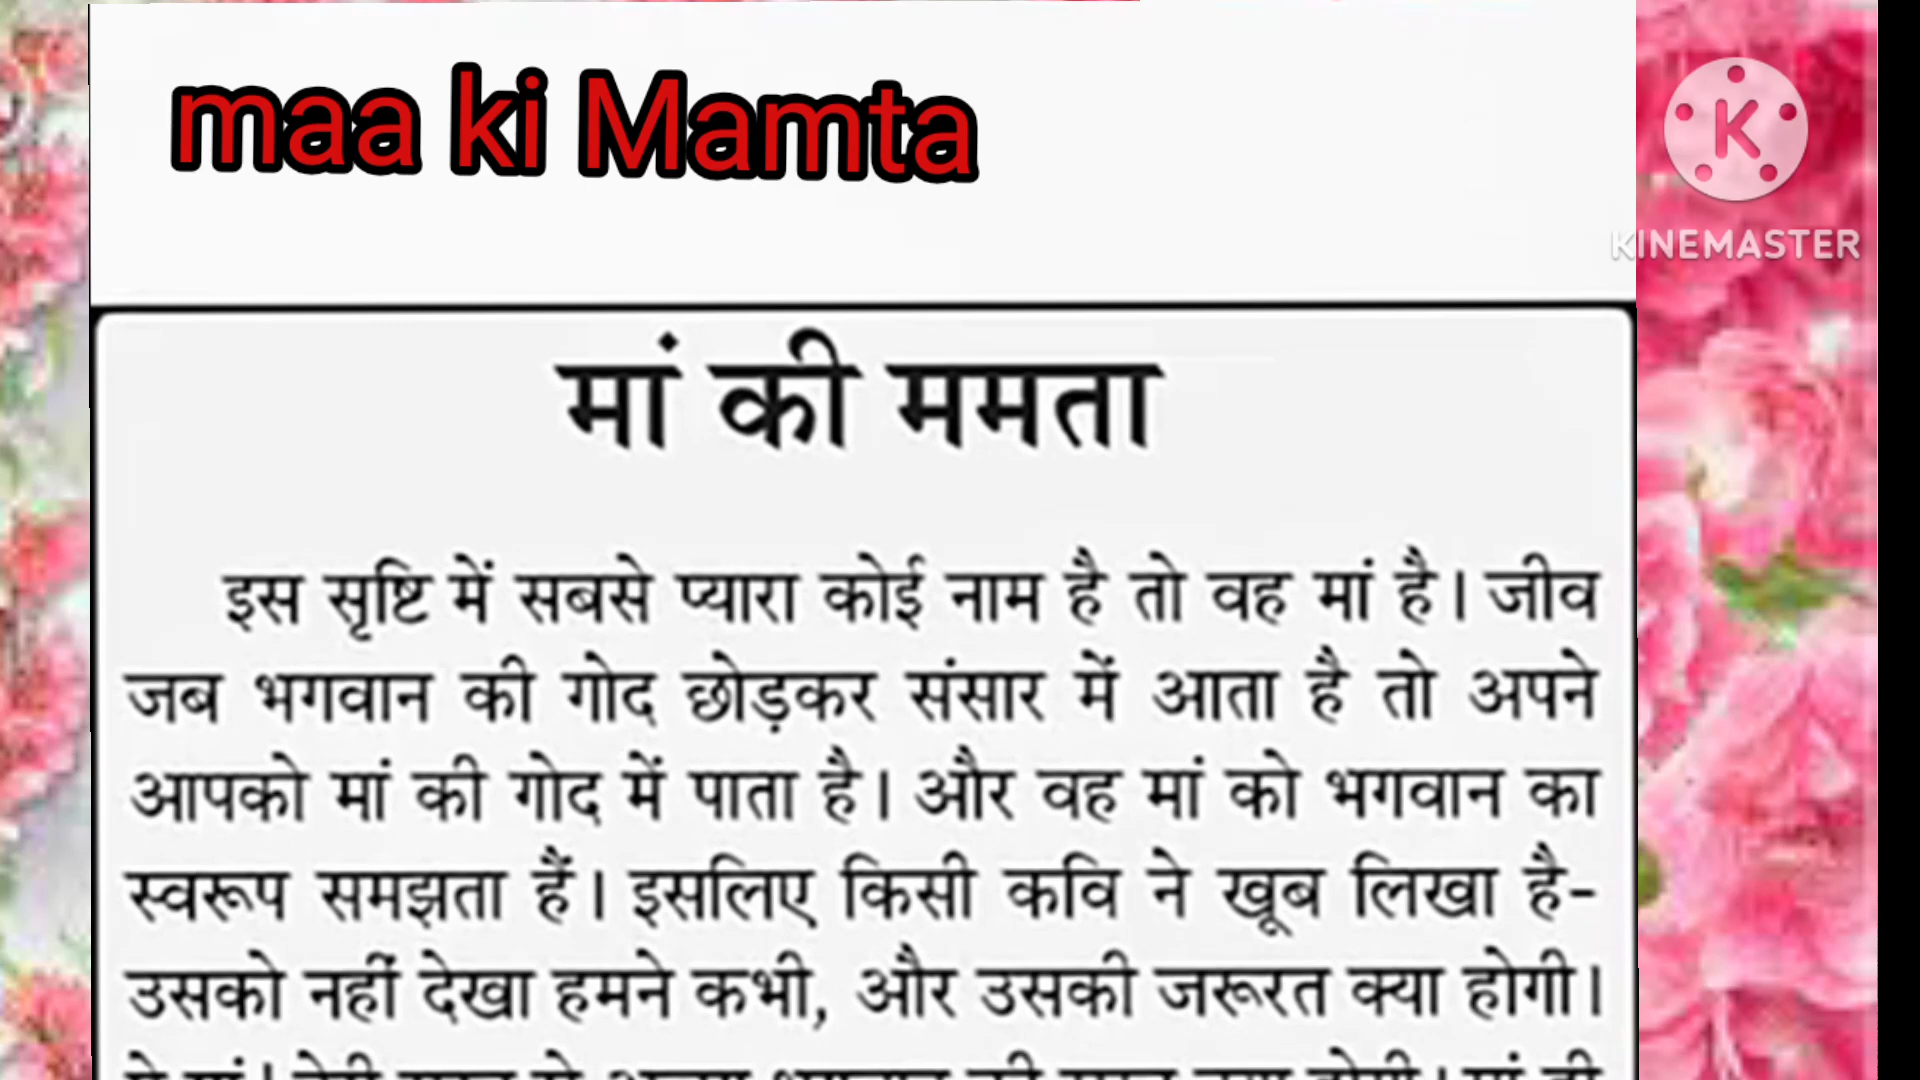 maa ki Mamta
KINEMASTER
मां की ममता
इस सृष्टि में सबसे प्यारा कोई नाम है तो वह मां है। जीव
जब भगवान की गोद छोड़कर संसार में आता है तो अपने
आपको मां की गोद में पाता है। और वह मां को भगवान का
स्वरूप समझता हैं। इसलिए किसी कवि ने खूब लिखा है-
उसको नहीं देखा हमने कभी, और उसकी जरूरत क्या होगी।